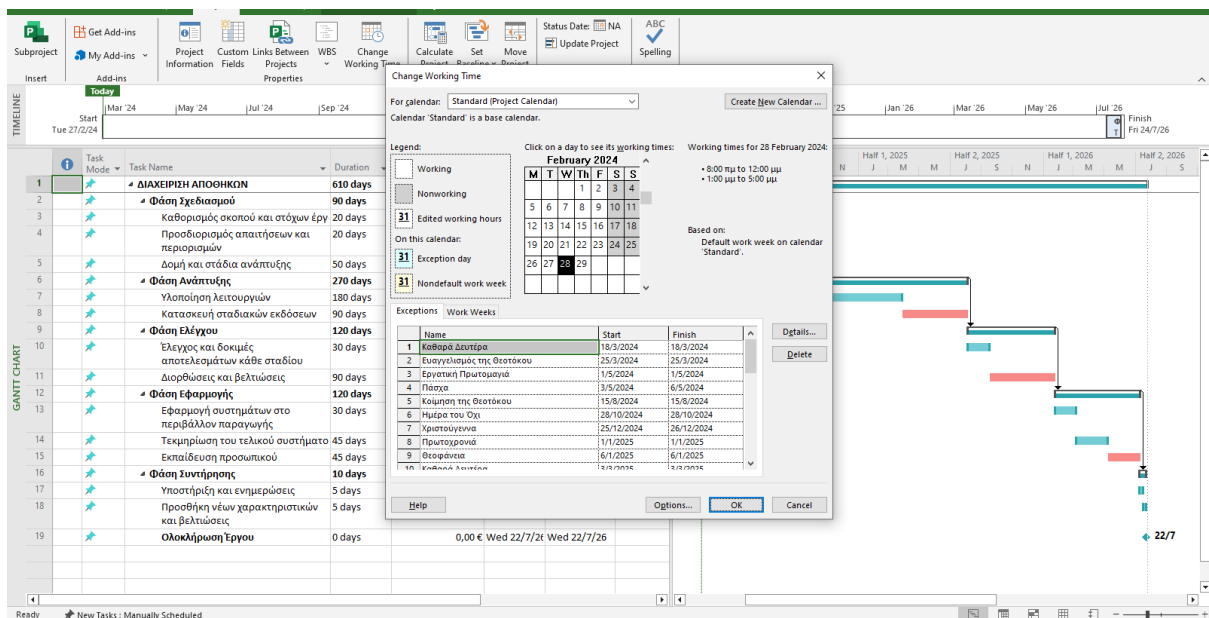 Subproject
Get Add-ins
My Add-ins
Project Information
Custom Fields
Links Between Projects
WBS
Change Working Time
Calculate Project
Set Baseline
Move Project
Status Date: NA
Update Project
ABC
Spelling
Insert
Add-ins
Properties
TIMELINE
Today
Mar '24
May '24
Jul '24
Sep '24
'25
Jan '26
Mar '26
May '26
Jul '26
Start
Tue 27/2/24
Finish
Fri 24/7/26
GANTT CHART
Task Mode
Task Name
Duration
1 ΔΙΑΧΕΙΡΙΣΗ ΑΠΟΘΗΚΩΝ 610 days
2 Φάση Σχεδιασμού 90 days
3 Καθορισμός σκοπού και στόχων έργ 20 days
4 Προσδιορισμός απαιτήσεων και 20 days
περιορισμών
5 Δομή και στάδια ανάπτυξης 50 days
6 Φάση Ανάπτυξης 270 days
7 Υλοποίηση λειτουργιών 180 days
8 Κατασκευή σταδιακών εκδόσεων 90 days
9 Φάση Ελέγχου 120 days
10 Έλεγχος και δοκιμές 30 days
αποτελεσμάτων κάθε σταδίου
11 Διορθώσεις και βελτιώσεις 90 days
12 Φάση Εφαρμογής 120 days
13 Εφαρμογή συστημάτων στο 30 days
περιβάλλον παραγωγής
14 Τεκμηρίωση του τελικού συστήματο 45 days
15 Εκπαίδευση προσωπικού 45 days
16 Φάση Συντήρησης 10 days
17 Υποστήριξη και ενημερώσεις 5 days
18 Προσθήκη νέων χαρακτηριστικών 5 days
και βελτιώσεις
19 Ολοκλήρωση Έργου 0 days 0,00 € Wed 22/7/26 Wed 22/7/26
Change Working Time
For calendar: Standard (Project Calendar)
Create New Calendar ...
Calendar 'Standard' is a base calendar.
Legend:
Working
Nonworking
31 Edited working hours
On this calendar:
31 Exception day
31 Nondefault work week
Click on a day to see its working times:
February 2024
M T W Th F S S
1 2 3 4
5 6 7 8 9 10 11
12 13 14 15 16 17 18
19 20 21 22 23 24 25
26 27 28 29
Working times for 28 February 2024:
• 8:00 πμ to 12:00 μμ
• 1:00 μμ to 5:00 μμ
Based on:
Default work week on calendar
'Standard'.
Exceptions Work Weeks
Name Start Finish
1 Καθαρά Δευτέρα 18/3/2024 18/3/2024
2 Ευαγγελισμός της Θεοτόκου 25/3/2024 25/3/2024
3 Εργατική Πρωτομαγιά 1/5/2024 1/5/2024
4 Πάσχα 3/5/2024 6/5/2024
5 Κοίμηση της Θεοτόκου 15/8/2024 15/8/2024
6 Ημέρα του Όχι 28/10/2024 28/10/2024
7 Χριστούγεννα 25/12/2024 26/12/2024
8 Πρωτοχρονιά 1/1/2025 1/1/2025
9 Θεοφάνεια 6/1/2025 6/1/2025
10 Καθαρά Δευτέρα 3/3/2025 3/3/2025
Details...
Delete
Help
Options...
OK
Cancel
Half 1, 2025 Half 2, 2025 Half 1, 2026 Half 2, 2026
N J M M J S N J M M J S
22/7
Ready
New Tasks : Manually Scheduled